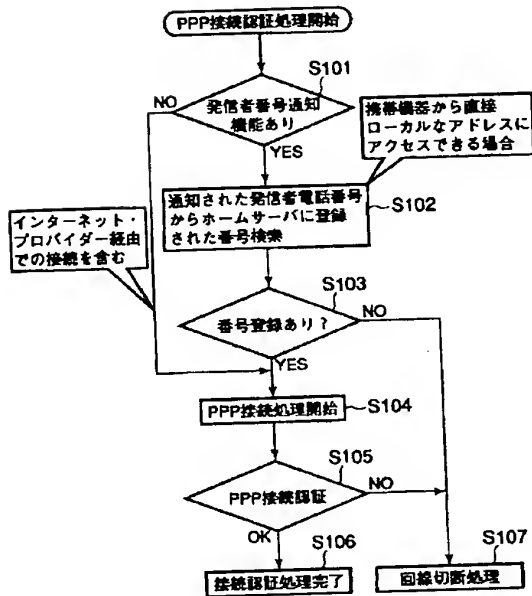 PPP接続認証処理開始
S101
NO
発信者番号通知
機能あり
携帯機器から直接
ローカルなアドレスに
アクセスできる場合
YES
通知された発信者電話番号
からホームサーバに登録
された番号検索
S102
インターネット・
プロバイダー経由
での接続を含む
S103
番号登録あり?
NO
YES
PPP接続処理開始
S104
S105
PPP接続認証
NO
OK
S106
S107
接続認証処理完了
回線切断処理